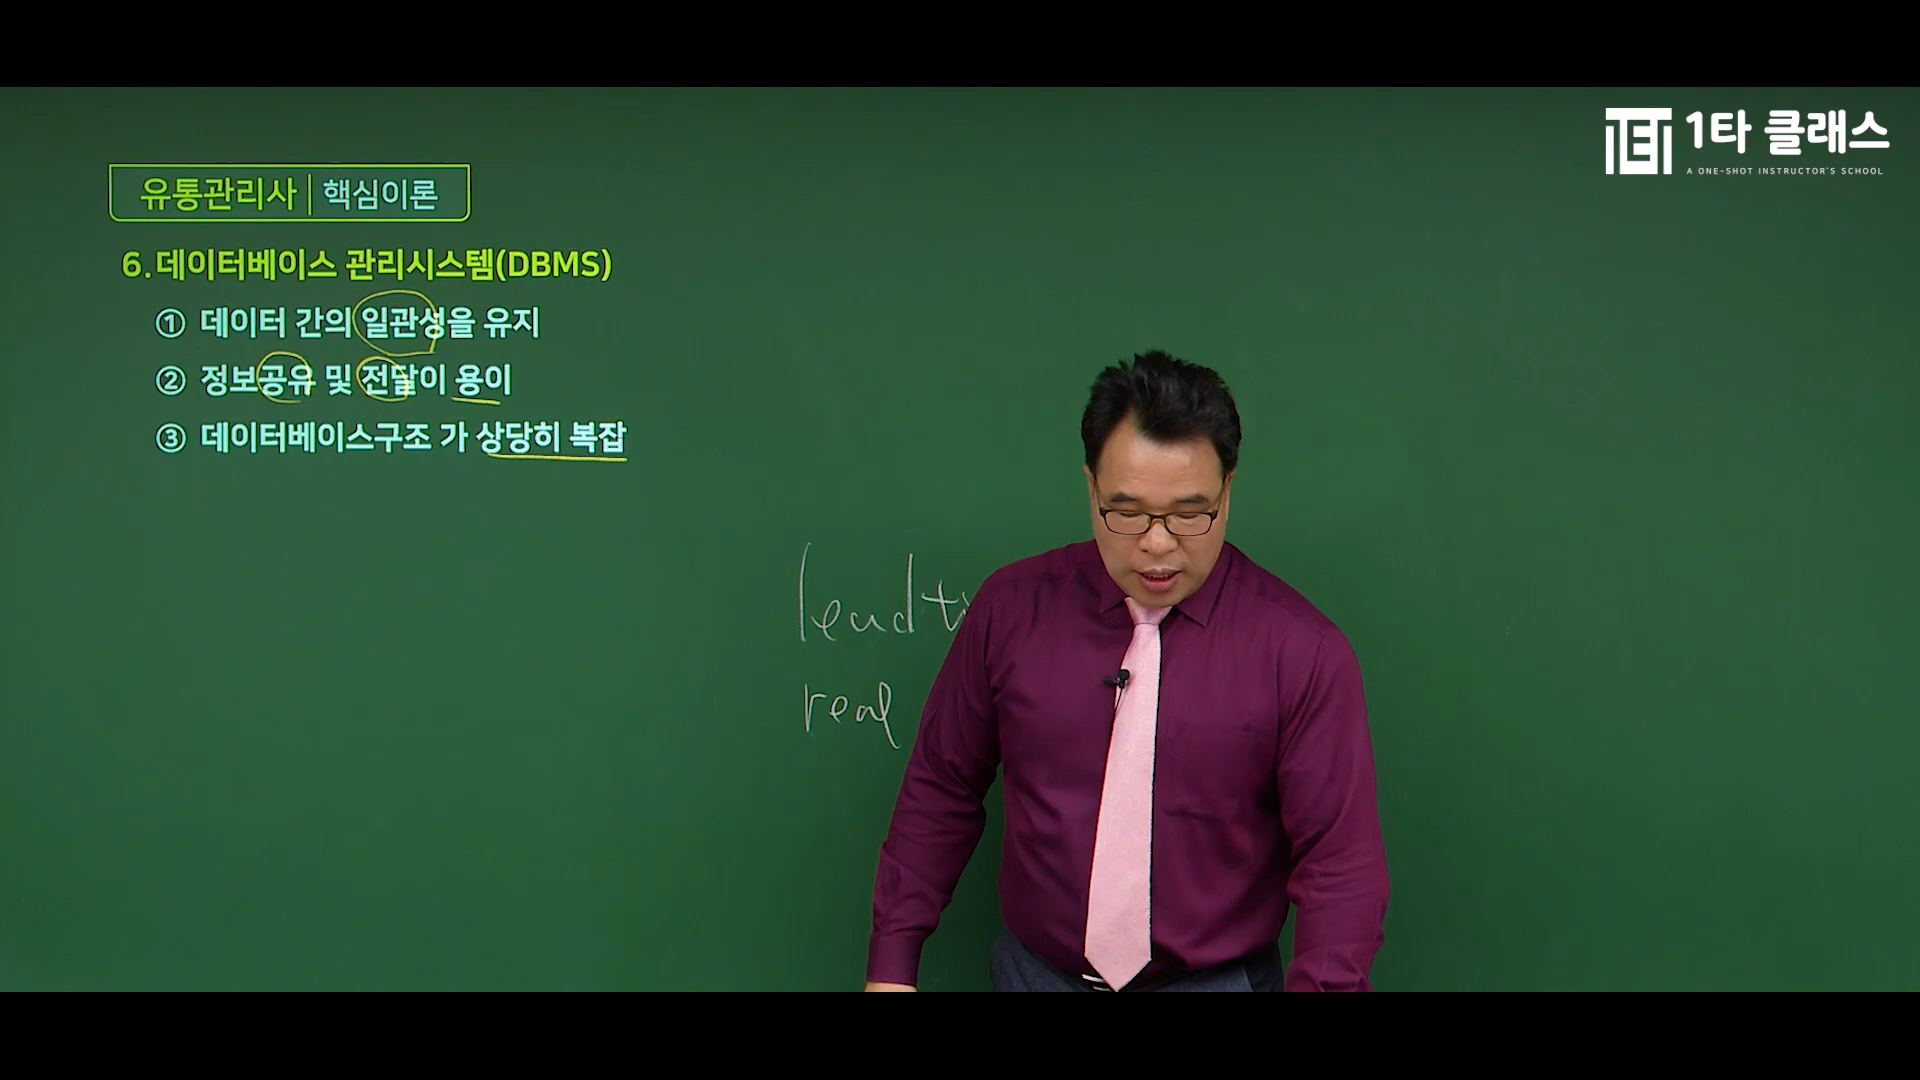 1타 클래스
A ONE-SHOT INSTRUCTOR'S SCHOOL
유통관리사 | 핵심이론
6. 데이터베이스 관리시스템(DBMS)
① 데이터 간의 일관성을 유지
② 정보공유 및 전달이 용이
③ 데이터베이스구조 가 상당히 복잡
lead
real